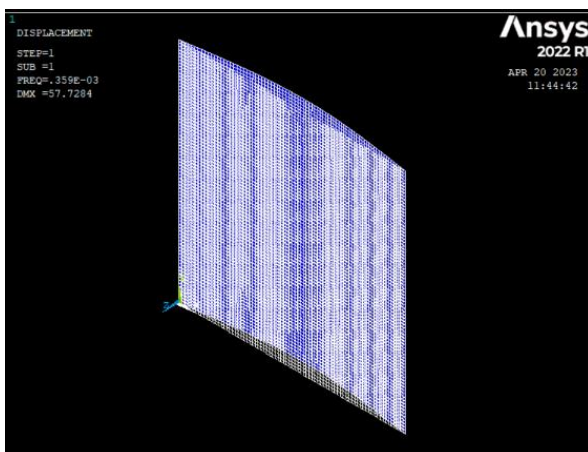 1
DISPLACEMENT
STEP=1
SUB =1
FREQ=.359E-03
DMX =57.7284
Ansys
2022 R1
APR 20 2023
11:44:42